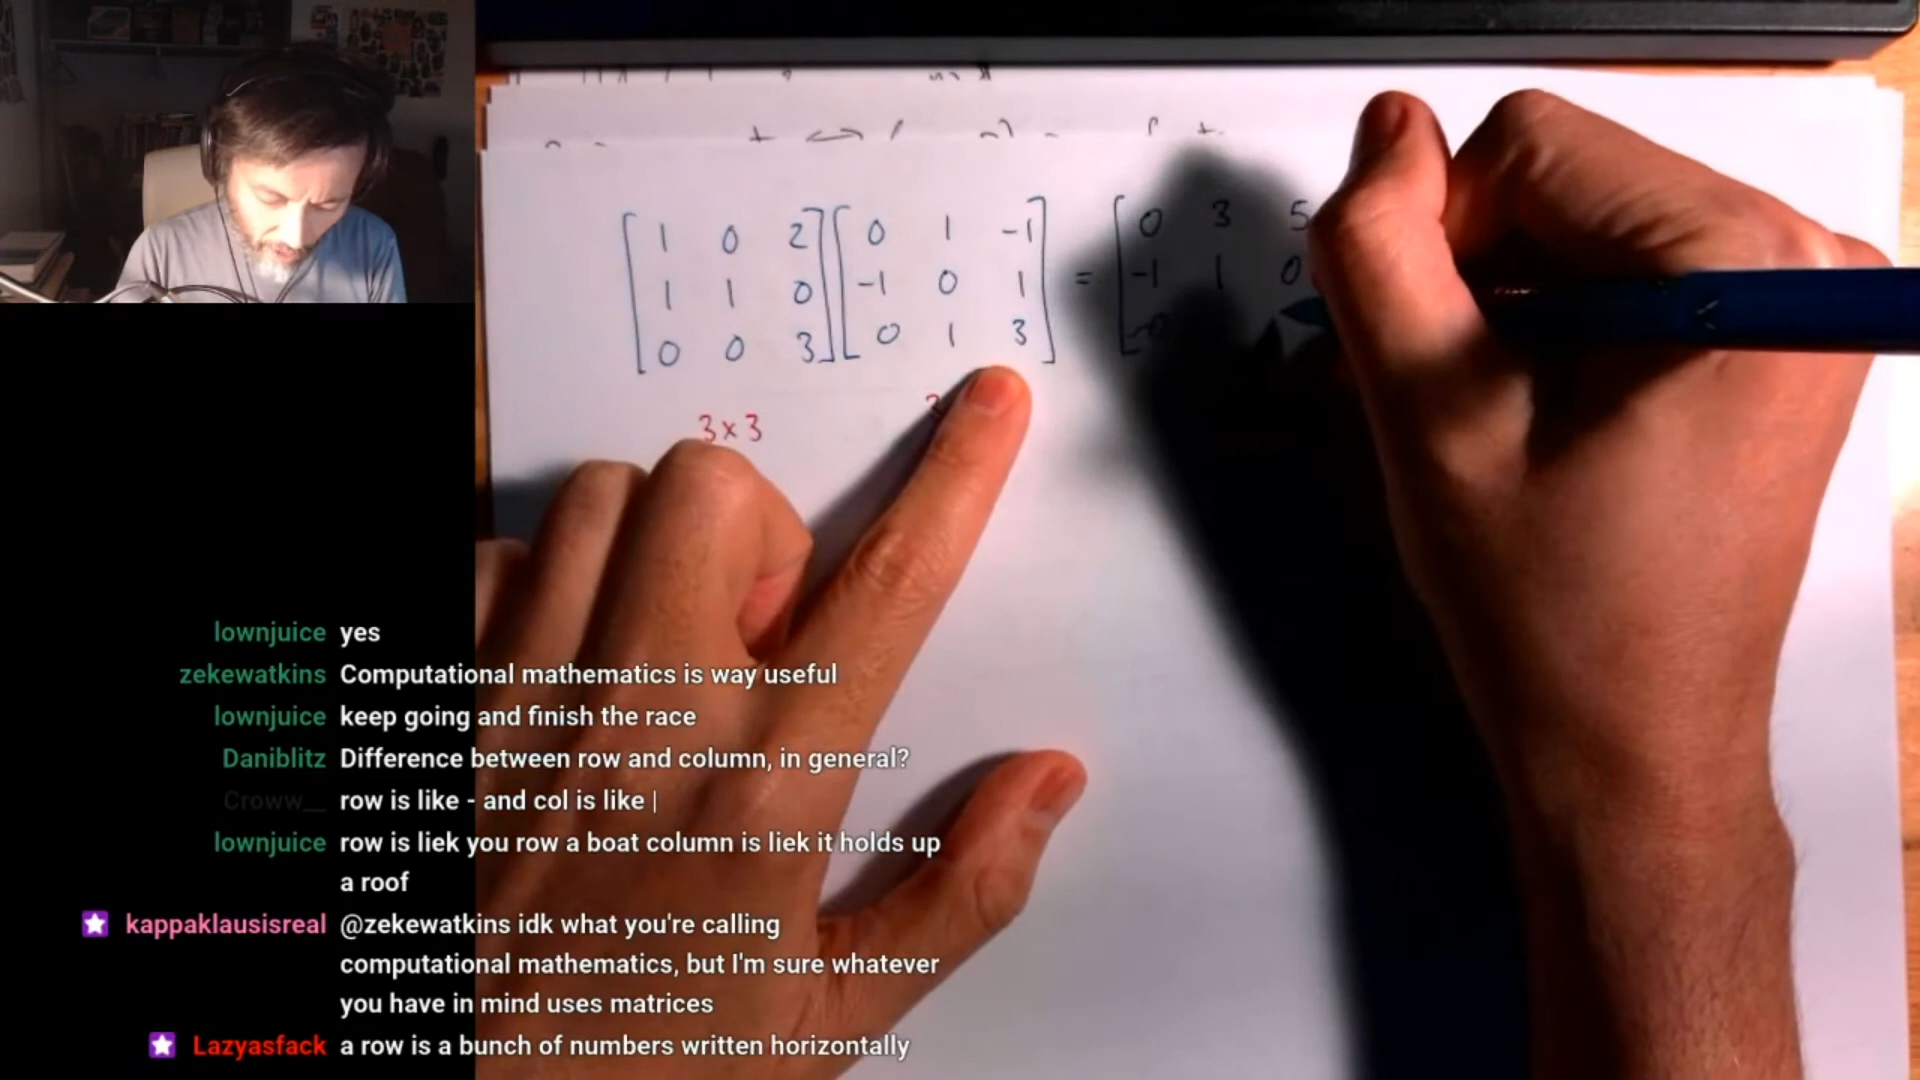 1 0 2 0 1 -1 0 3 5
1 1 0 -1 0 1 = -1 1 0
0 0 3 0 1 3 0
3x3
lownjuice yes
zekewatkins Computational mathematics is way useful
lownjuice keep going and finish the race
Daniblitz Difference between row and column, in general?
Croww__ row is like - and col is like |
lownjuice row is liek you row a boat column is liek it holds up
a roof
kappaklausisreal @zekewatkins idk what you're calling
computational mathematics, but I'm sure whatever
you have in mind uses matrices
Lazyasfack a row is a bunch of numbers written horizontally